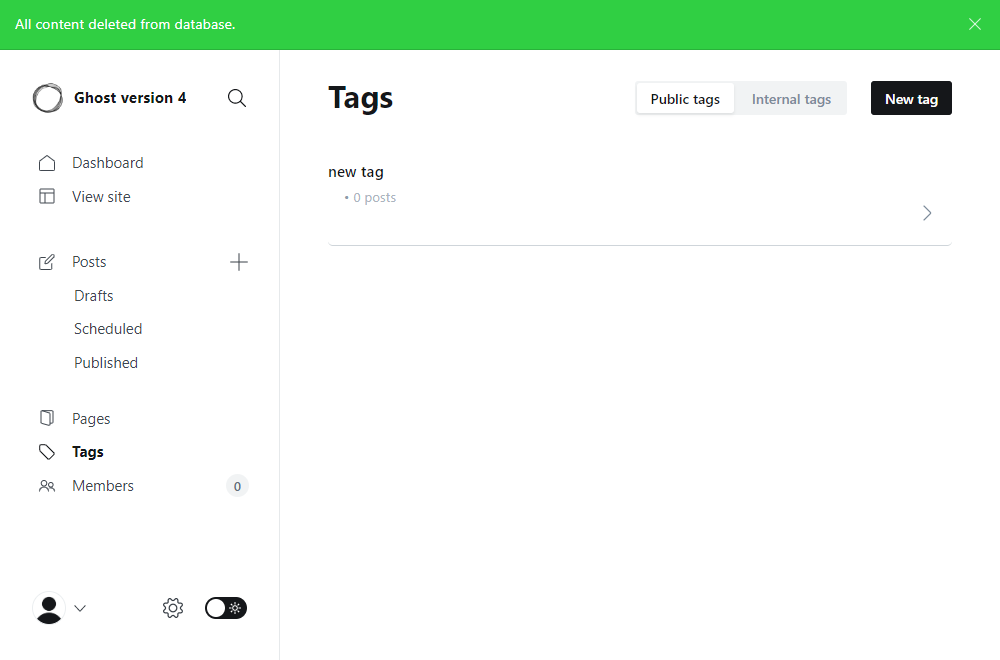 All content deleted from database.
Ghost version 4
Tags
Public tags
Internal tags
New tag
Dashboard
View site
new tag
• 0 posts
Posts
Drafts
Scheduled
Published
Pages
Tags
Members
0